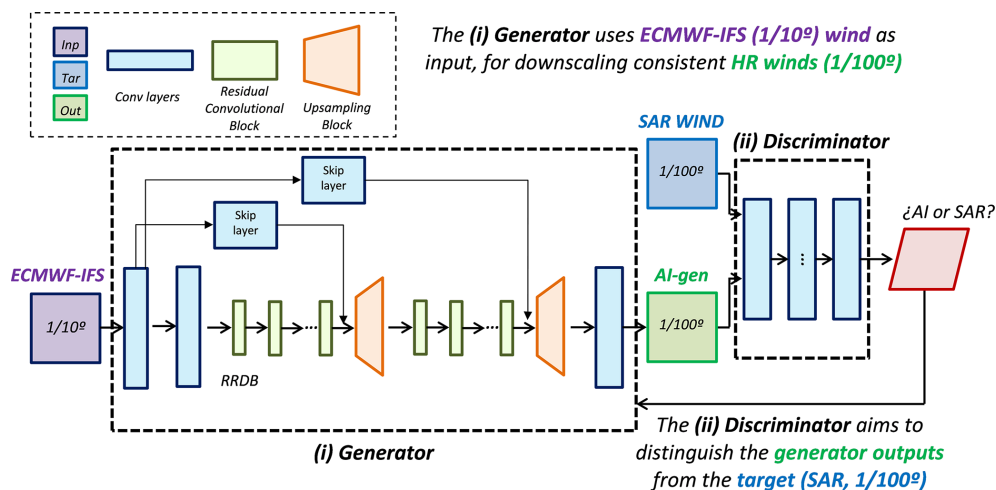 Inp
Tar
Out
Conv layers
Residual
Convolutional
Block
Upsampling
Block
The (i) Generator uses ECMWF-IFS (1/10º) wind as
input, for downscaling consistent HR winds (1/100º)
SAR WIND
1/100º
(ii) Discriminator
Skip
layer
Skip
layer
¿AI or SAR?
ECMWF-IFS
1/10º
...
...
RRDB
AI-gen
1/100º
⋮
(i) Generator
The (ii) Discriminator aims to
distinguish the generator outputs
from the target (SAR, 1/100º)